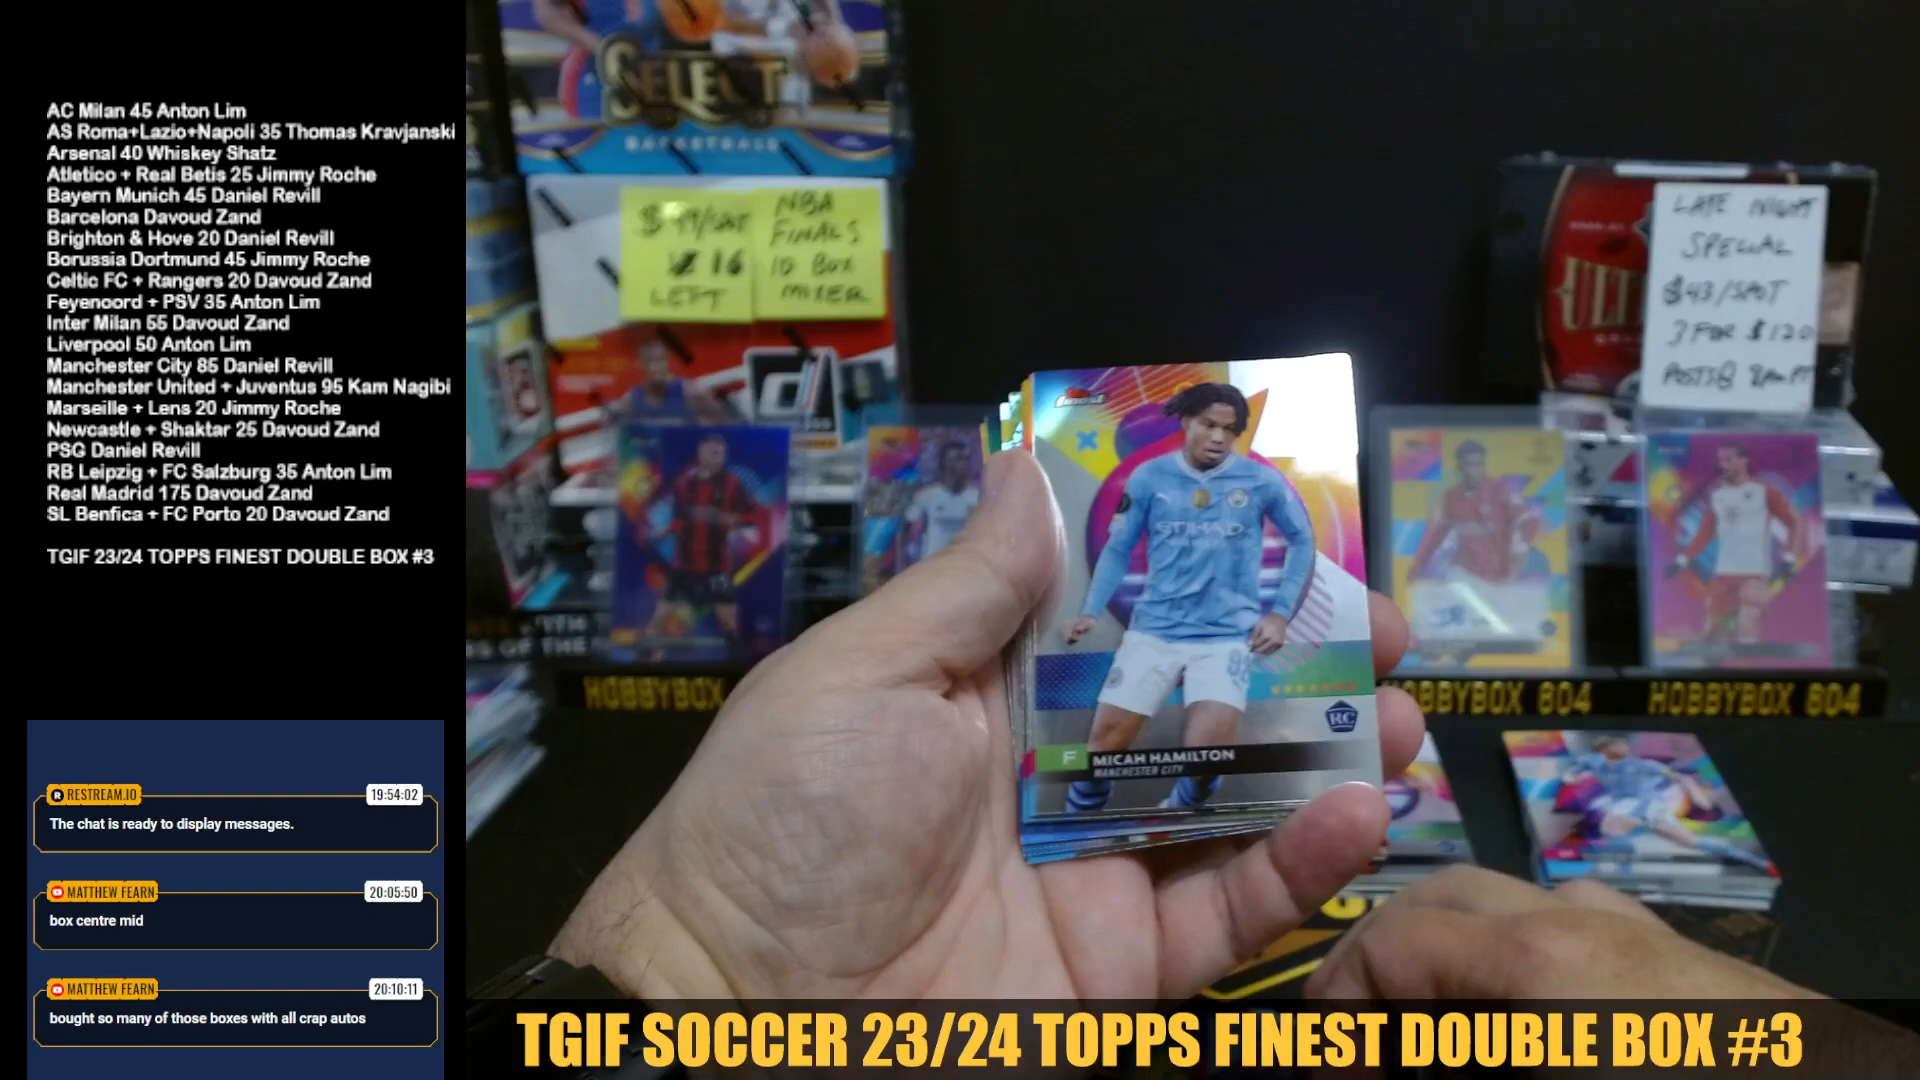 AC Milan 45 Anton Lim
AS Roma+Lazio+Napoli 35 Thomas Kravjanski
Arsenal 40 Whiskey Shatz
Atletico + Real Betis 25 Jimmy Roche
Bayern Munich 45 Daniel Revill
Barcelona Davoud Zand
Brighton & Hove 20 Daniel Revill
Borussia Dortmund 45 Jimmy Roche
Celtic FC + Rangers 20 Davoud Zand
Feyenoord + PSV 35 Anton Lim
Inter Milan 55 Davoud Zand
Liverpool 50 Anton Lim
Manchester City 85 Daniel Revill
Manchester United + Juventus 95 Kam Nagibi
Marseille + Lens 20 Jimmy Roche
Newcastle + Shaktar 25 Davoud Zand
PSG Daniel Revill
RB Leipzig + FC Salzburg 35 Anton Lim
Real Madrid 175 Davoud Zand
SL Benfica + FC Porto 20 Davoud Zand
TGIF 23/24 TOPPS FINEST DOUBLE BOX #3
RESTREAM.IO 19:54:02
The chat is ready to display messages.
MATTHEW FEARN 20:05:50
box centre mid
MATTHEW FEARN 20:10:11
bought so many of those boxes with all crap autos
SELECT
BASKETBALL
16
LEFT
NBA
FINALS
10 BOX
MIXER
LATE NIGHT
SPECIAL
$43/SPOT
3 FOR $120
Finest
ETIHAD
RC
F MICAH HAMILTON
MANCHESTER CITY
HOBBYBOX
HOBBYBOX 604
TGIF SOCCER 23/24 TOPPS FINEST DOUBLE BOX #3